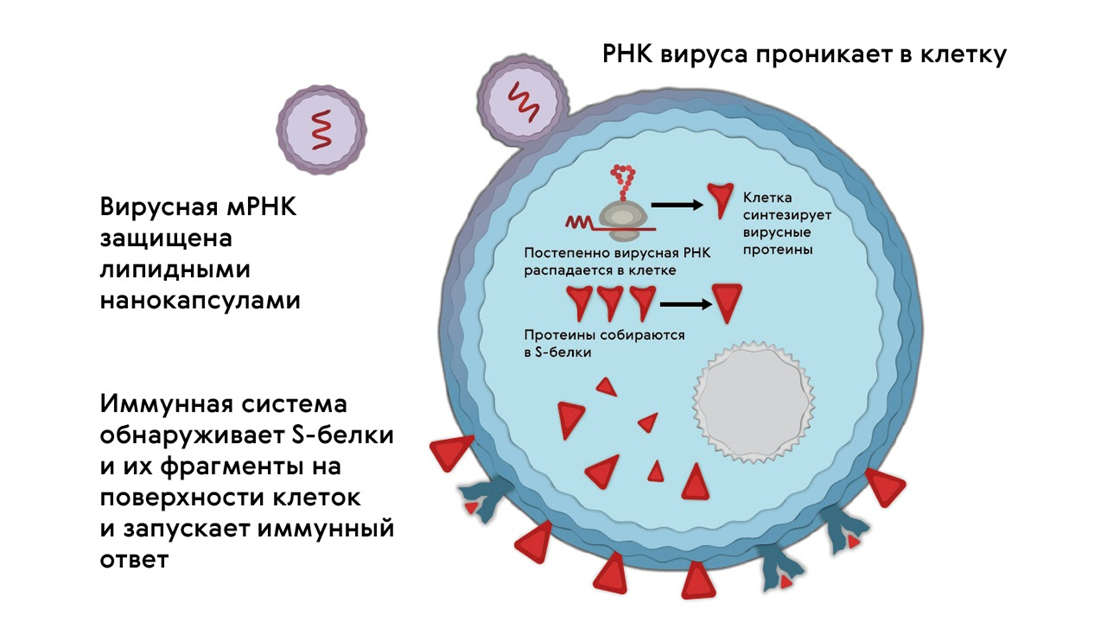 РНК вируса проникает в клетку
Вирусная мРНК
защищена
липидными
нанокапсулами
Клетка
синтезирует
вирусные
протеины
Постепенно вирусная РНК
распадается в клетке
Протеины собираются
в S-белки
Иммунная система
обнаруживает S-белки
и их фрагменты на
поверхности клеток
и запускает иммунный
ответ